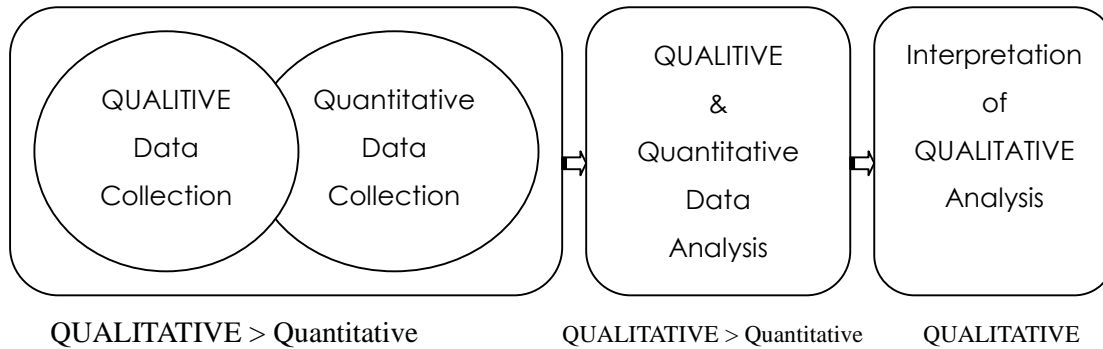 QUALITIVE
Data
Collection
Quantitative
Data
Collection
QUALITIVE
&
Quantitative
Data
Analysis
Interpretation
of
QUALITATIVE
Analysis
QUALITATIVE > Quantitative
QUALITATIVE > Quantitative
QUALITATIVE